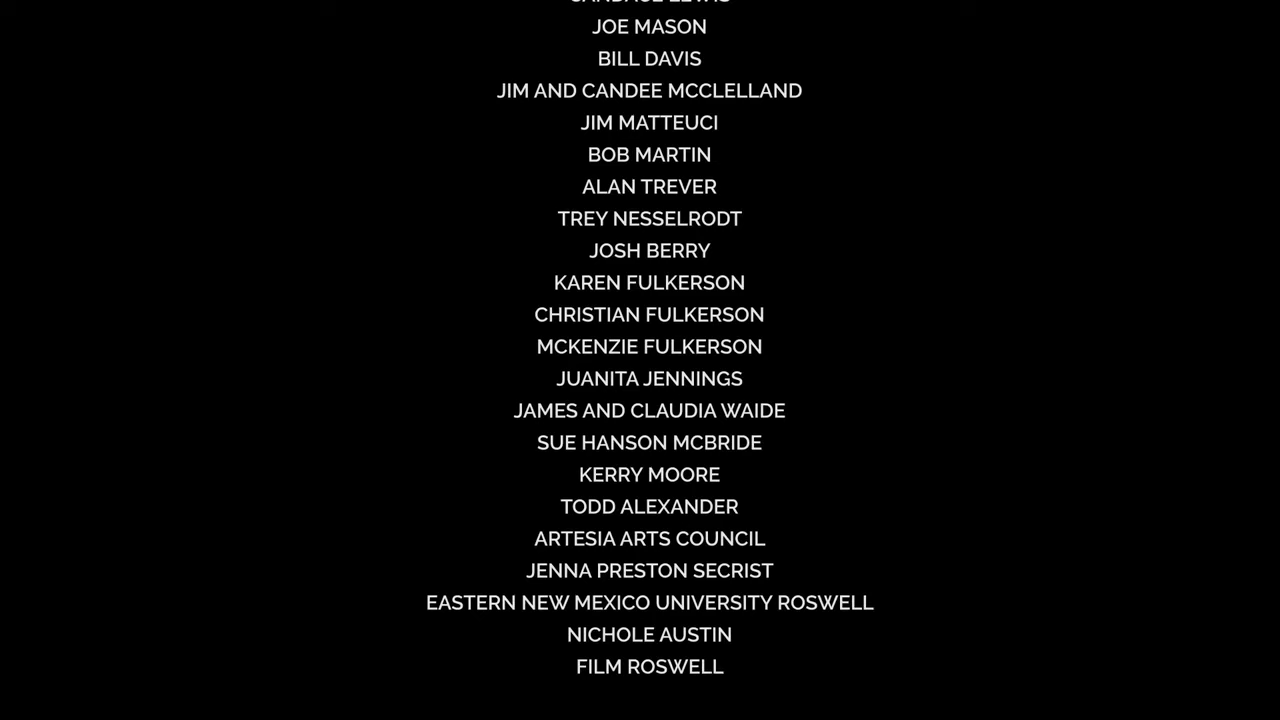 CANDACE LEWIS
JOE MASON
BILL DAVIS
JIM AND CANDEE MCCLELLAND
JIM MATTEUCI
BOB MARTIN
ALAN TREVER
TREY NESSELRODT
JOSH BERRY
KAREN FULKERSON
CHRISTIAN FULKERSON
MCKENZIE FULKERSON
JUANITA JENNINGS
JAMES AND CLAUDIA WAIDE
SUE HANSON MCBRIDE
KERRY MOORE
TODD ALEXANDER
ARTESIA ARTS COUNCIL
JENNA PRESTON SECRIST
EASTERN NEW MEXICO UNIVERSITY ROSWELL
NICHOLE AUSTIN
FILM ROSWELL